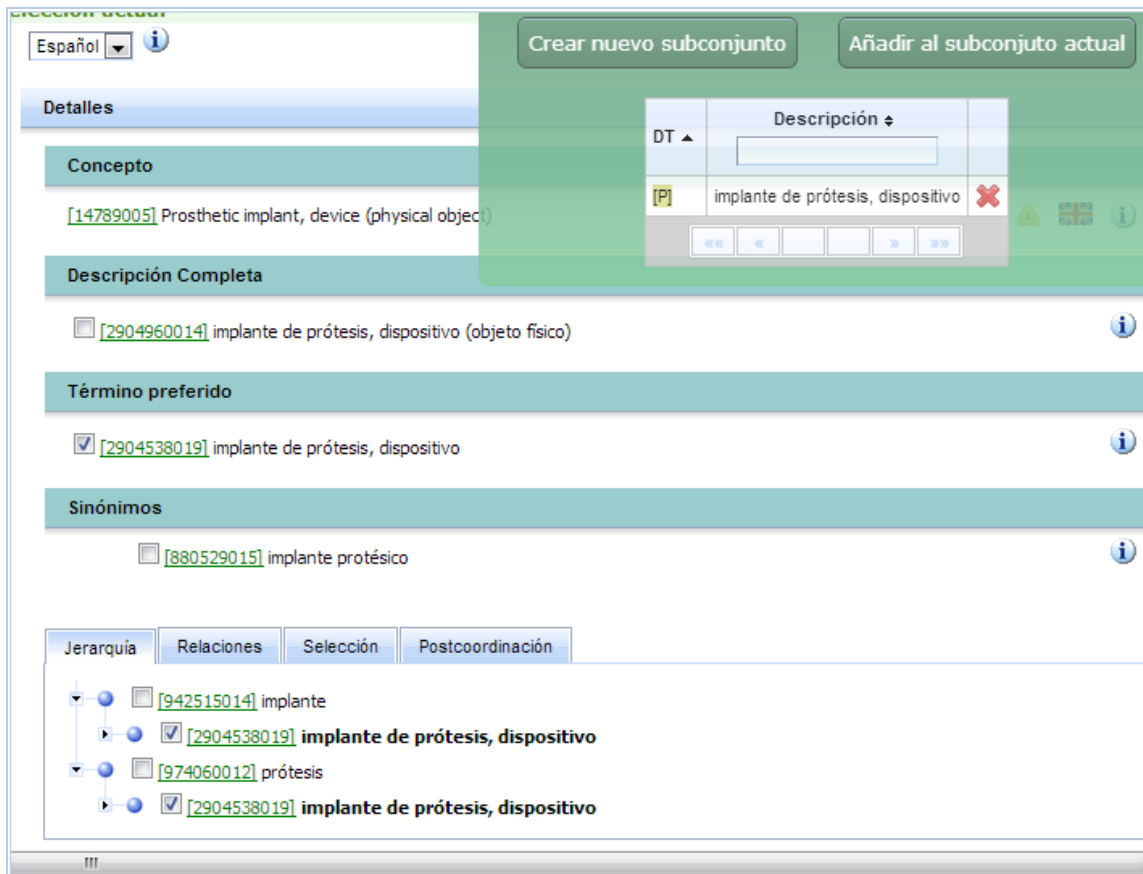 Español
Crear nuevo subconjunto
Añadir al subconjuto actual
Detalles
DT
Descripción
Concepto
[P] implante de prótesis, dispositivo
[14789005] Prosthetic implant, device (physical object)
«« « » »»
Descripción Completa
[2904960014] implante de prótesis, dispositivo (objeto físico)
Término preferido
[2904538019] implante de prótesis, dispositivo
Sinónimos
[880529015] implante protésico
Jerarquía Relaciones Selección Postcoordinación
[942515014] implante
[2904538019] implante de prótesis, dispositivo
[974060012] prótesis
[2904538019] implante de prótesis, dispositivo